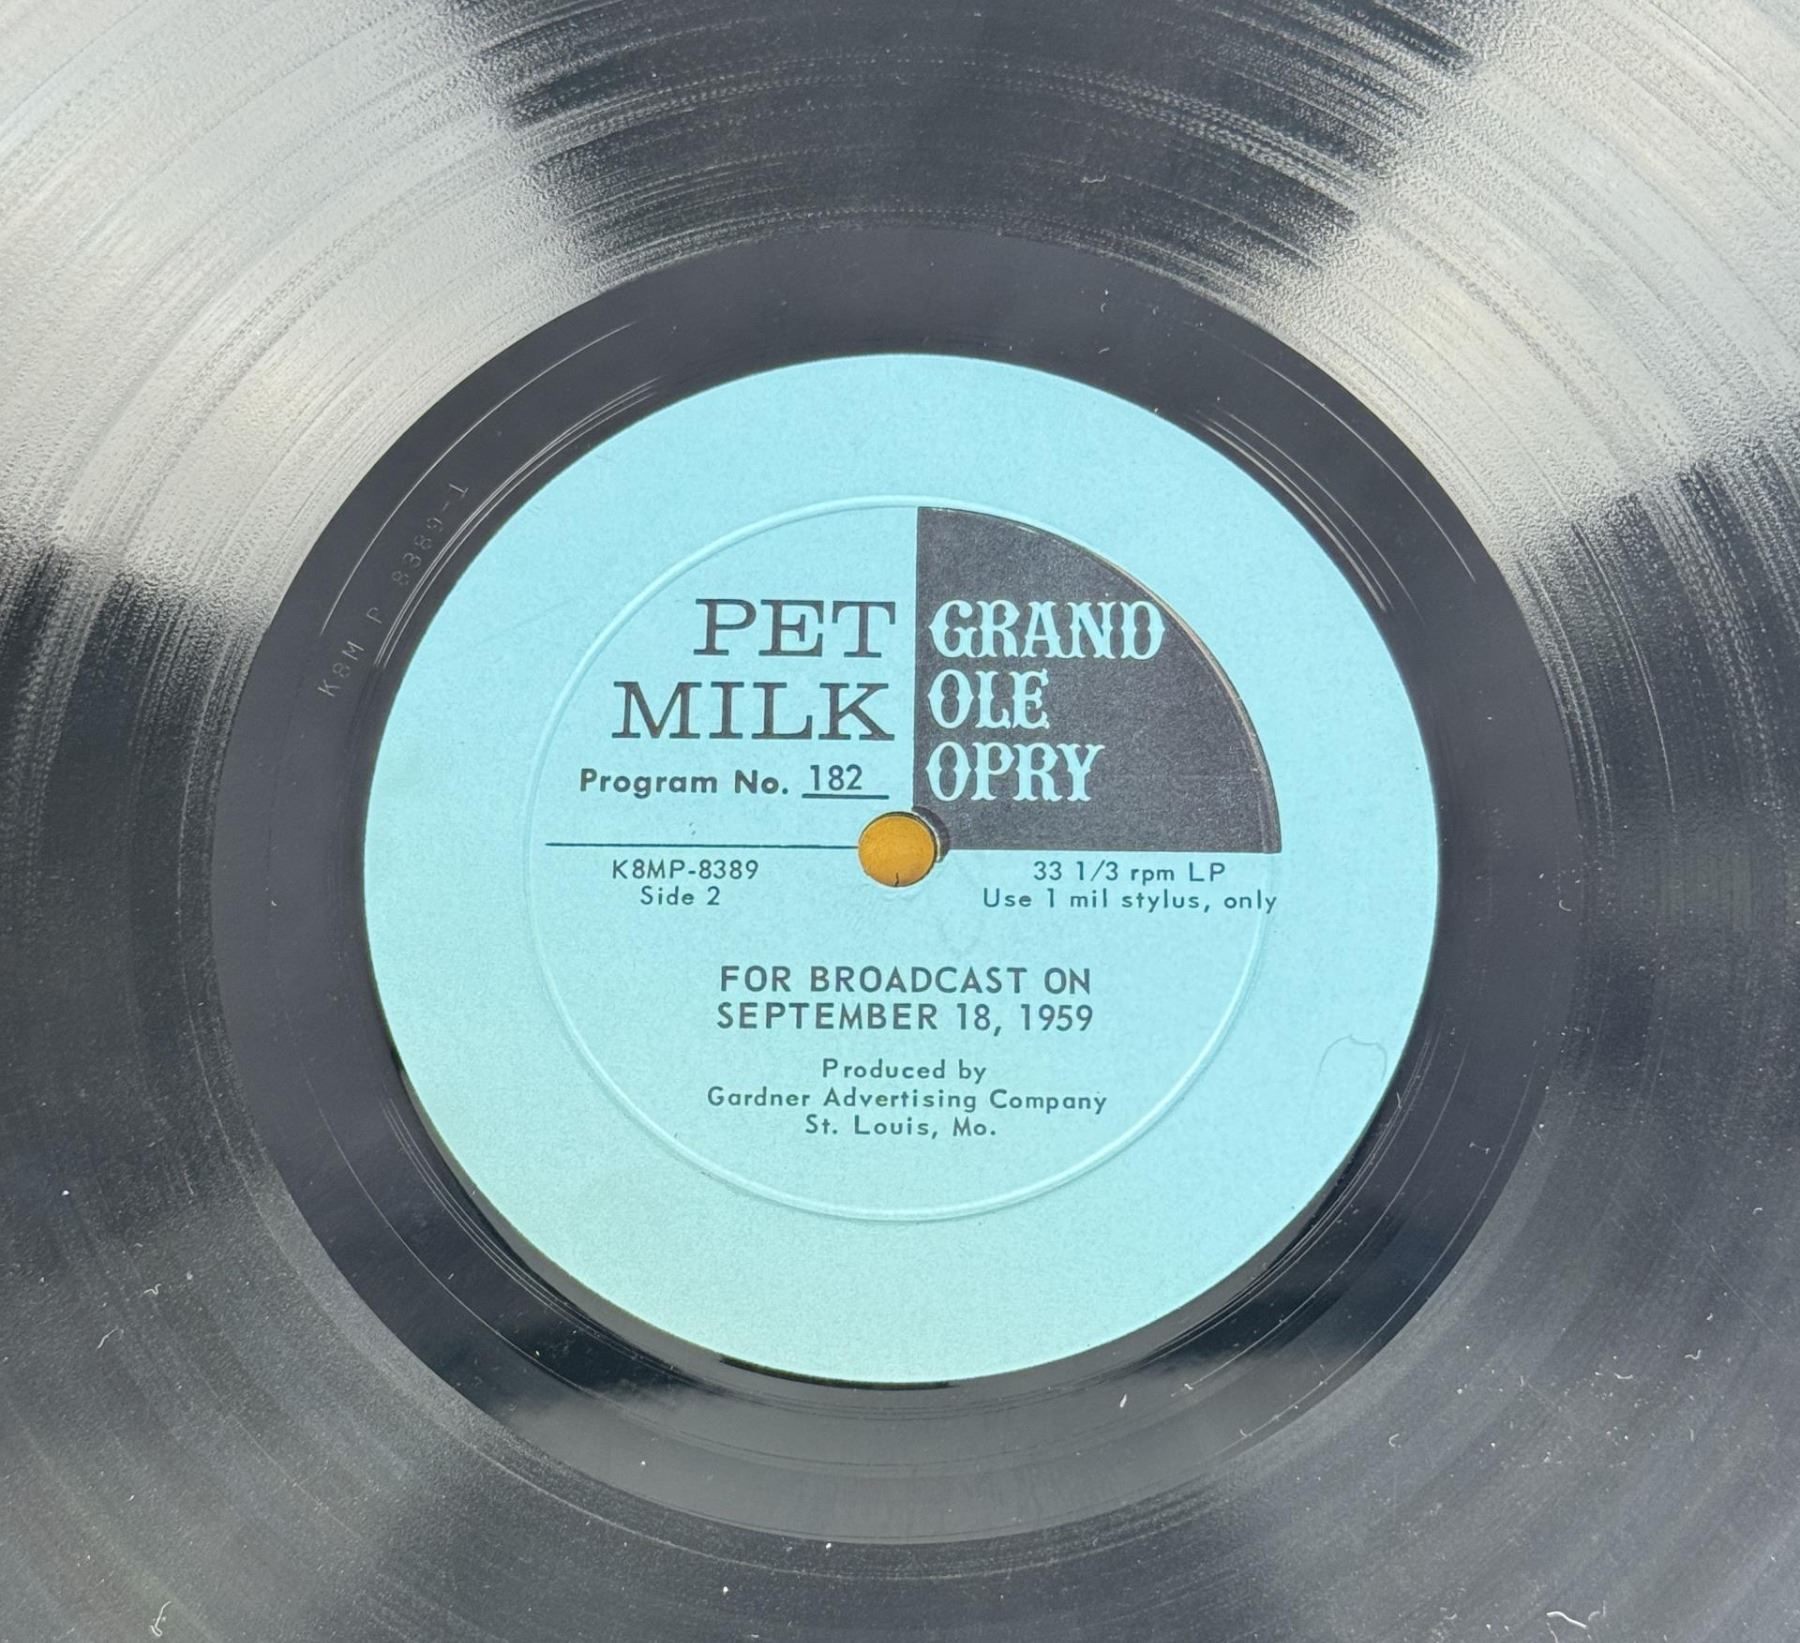 PET
MILK
Program No. 182
GRAND
OLE
OPRY
K8MP-8389
Side 2
33 1/3 rpm LP
Use 1 mil stylus, only
FOR BROADCAST ON
SEPTEMBER 18, 1959
Produced by
Gardner Advertising Company
St. Louis, Mo.
K8M P 8389-1